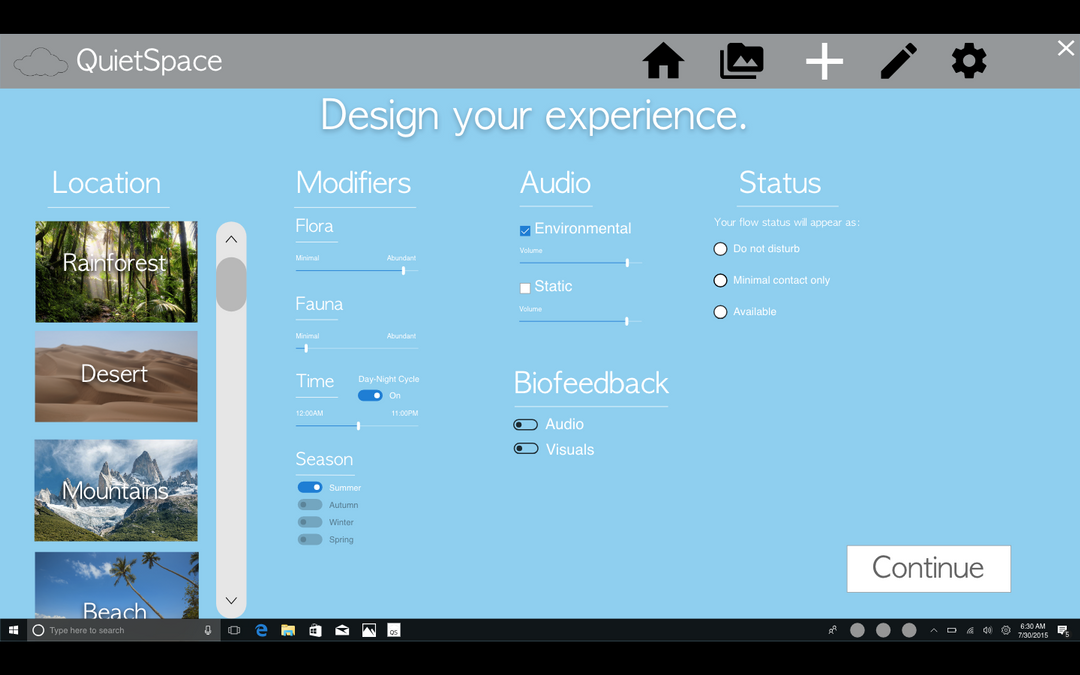 QuietSpace
Design your experience.
Location
Rainforest
Desert
Mountains
Beach
Modifiers
Flora
Minimal Abundant
Fauna
Minimal Abundant
Time Day-Night Cycle
On
12:00AM 11:00PM
Season
Summer
Autumn
Winter
Spring
Audio
Environmental
Volume
Static
Volume
Biofeedback
Audio
Visuals
Status
Your flow status will appear as:
Do not disturb
Minimal contact only
Available
Continue
Type here to search
QS
6:30 AM
7/30/2015
5